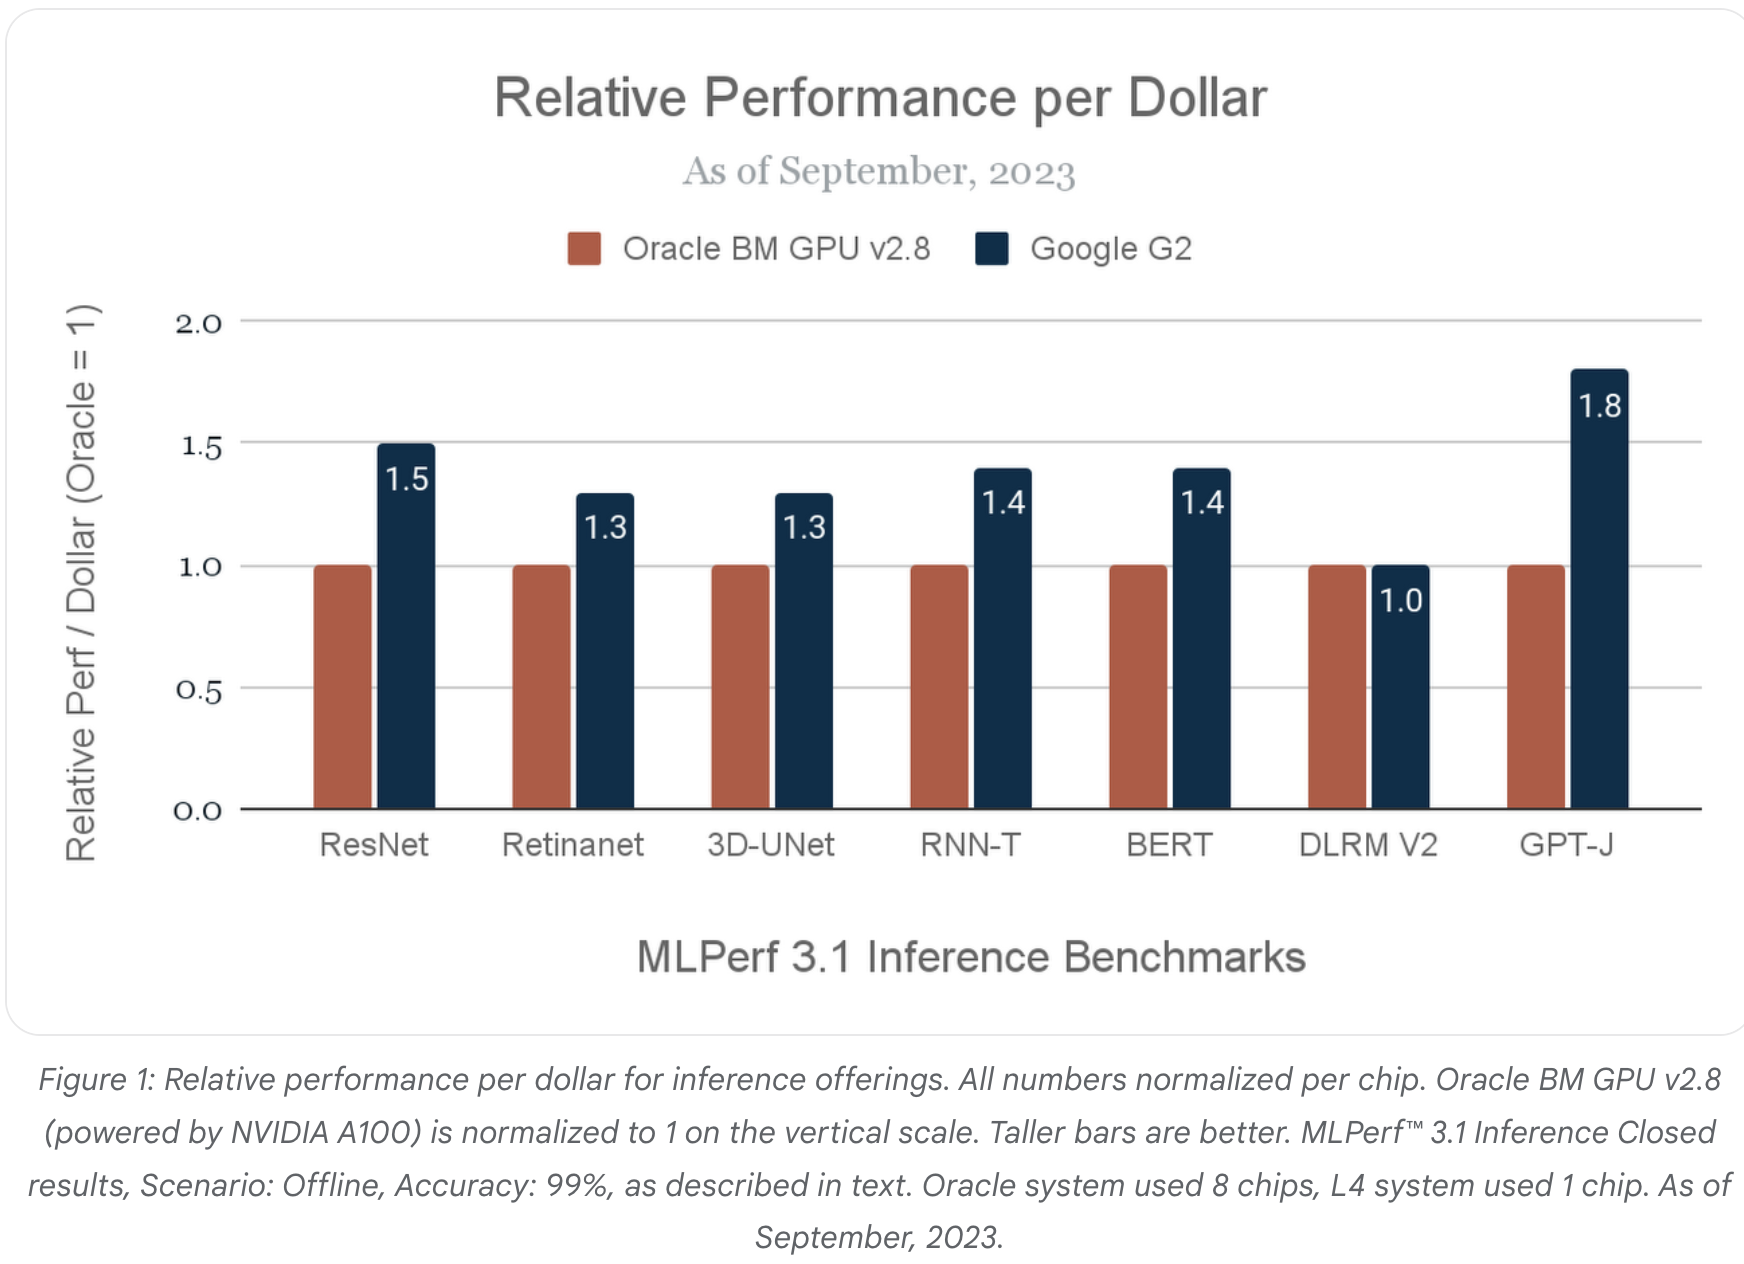 Relative Performance per Dollar
As of September, 2023
Oracle BM GPU v2.8 Google G2
Relative Perf / Dollar (Oracle = 1)
2.0
1.5
1.0
0.5
0.0
1.5
1.3
1.3
1.4
1.4
1.0
1.8
ResNet Retinanet 3D-UNet RNN-T BERT DLRM V2 GPT-J
MLPerf 3.1 Inference Benchmarks
Figure 1: Relative performance per dollar for inference offerings. All numbers normalized per chip. Oracle BM GPU v2.8
(powered by NVIDIA A100) is normalized to 1 on the vertical scale. Taller bars are better. MLPerf™ 3.1 Inference Closed
results, Scenario: Offline, Accuracy: 99%, as described in text. Oracle system used 8 chips, L4 system used 1 chip. As of
September, 2023.